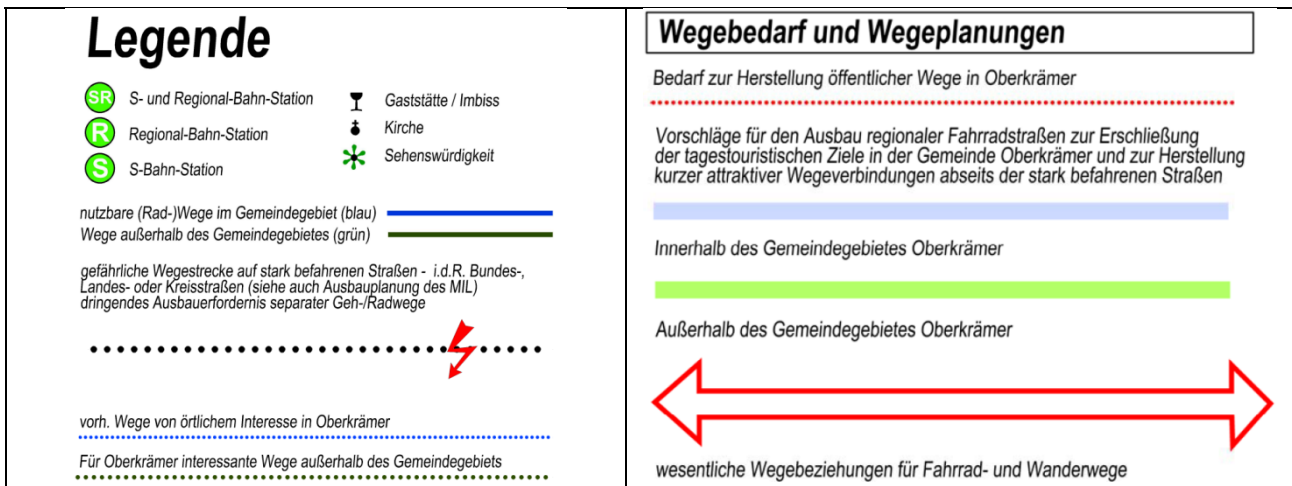 Legende
SR S- und Regional-Bahn-Station
R Regional-Bahn-Station
S S-Bahn-Station
Gaststätte / Imbiss
Kirche
Sehenswürdigkeit
nutzbare (Rad-)Wege im Gemeindegebiet (blau)
Wege außerhalb des Gemeindegebietes (grün)
gefährliche Wegestrecke auf stark befahrenen Straßen - i.d.R. Bundes-,
Landes- oder Kreisstraßen (siehe auch Ausbauplanung des MIL)
dringendes Ausbauerfordernis separater Geh-/Radwege
vorh. Wege von örtlichem Interesse in Oberkrämer
Für Oberkrämer interessante Wege außerhalb des Gemeindegebiets
Wegebedarf und Wegeplanungen
Bedarf zur Herstellung öffentlicher Wege in Oberkrämer
Vorschläge für den Ausbau regionaler Fahrradstraßen zur Erschließung
der tagestouristischen Ziele in der Gemeinde Oberkrämer und zur Herstellung
kurzer attraktiver Wegeverbindungen abseits der stark befahrenen Straßen
Innerhalb des Gemeindegebietes Oberkrämer
Außerhalb des Gemeindegebietes Oberkrämer
wesentliche Wegebeziehungen für Fahrrad- und Wanderwege